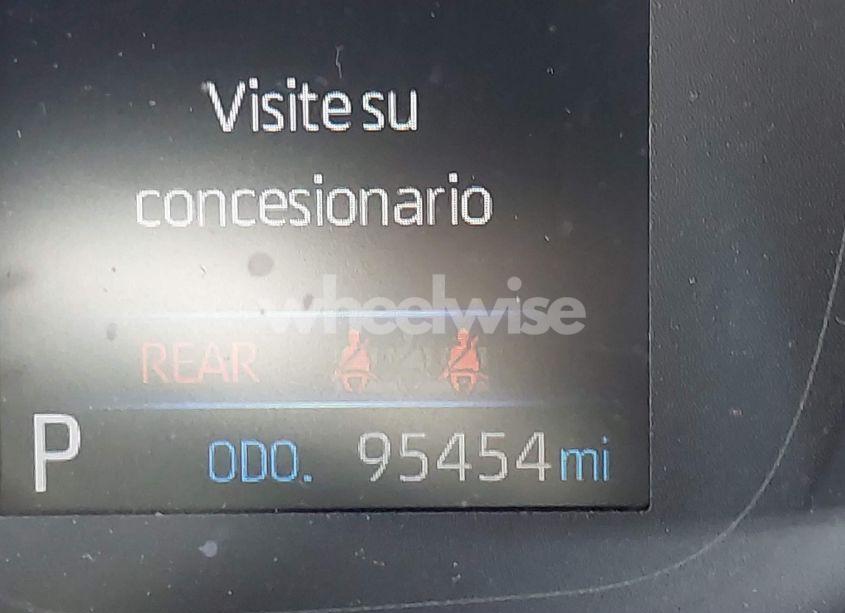 Visite su
concesionario
wheelwise
REAR
P ODO. 95454 mi